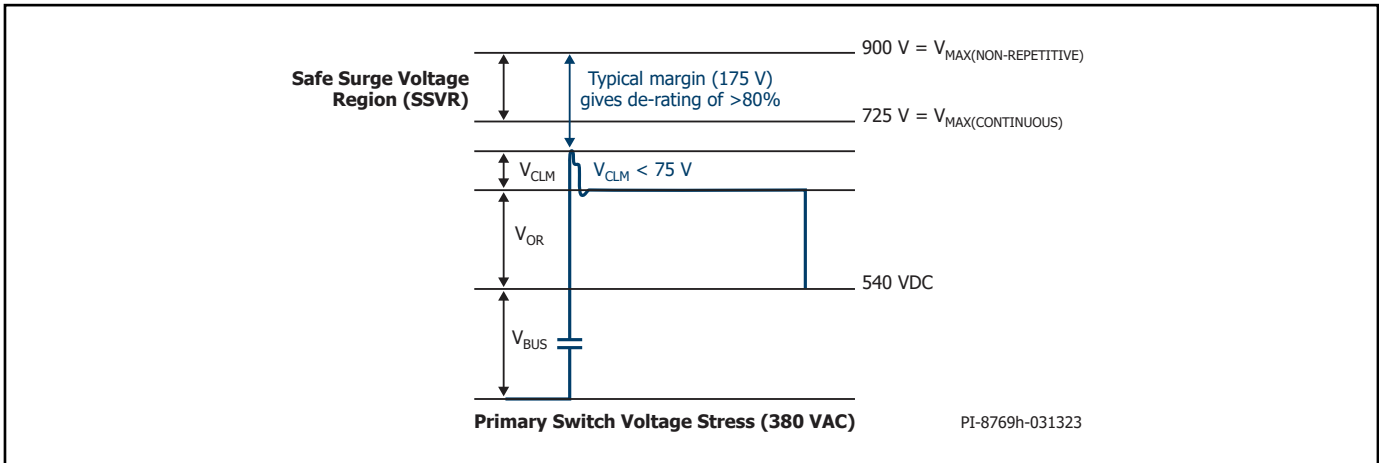 900 V = VMAX(NON-REPETITIVE)
Safe Surge Voltage
Region (SSVR)
Typical margin (175 V)
gives de-rating of >80%
725 V = VMAX(CONTINUOUS)
VCLM
VCLM < 75 V
VOR
540 VDC
VBUS
Primary Switch Voltage Stress (380 VAC)
PI-8769h-031323